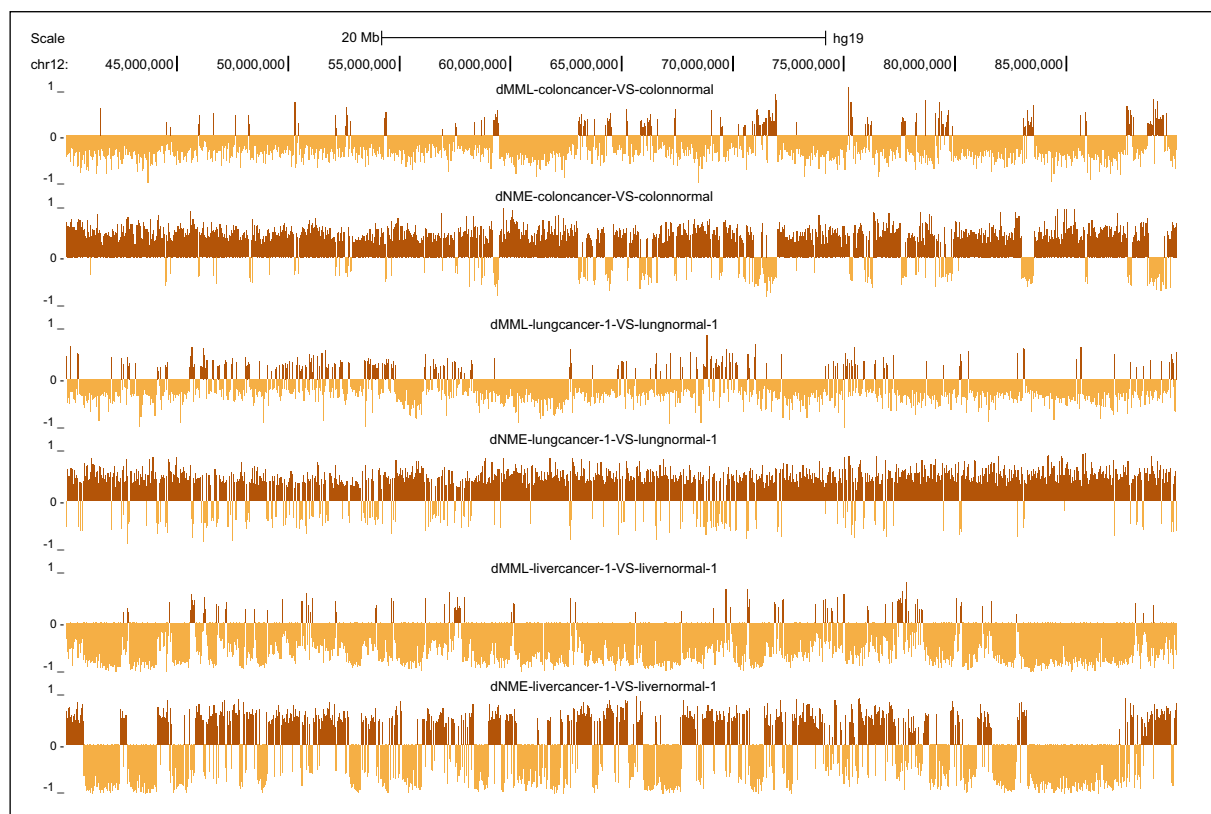 Scale 20 Mb hg19
chr12: 45,000,000 50,000,000 55,000,000 60,000,000 65,000,000 70,000,000 75,000,000 80,000,000 85,000,000
dMML-coloncancer-VS-colonnormal
1 _
0 -
-1 _
dNME-coloncancer-VS-colonnormal
1 _
0 -
-1 _
dMML-lungcancer-1-VS-lungnormal-1
1 _
0 -
-1 _
dNME-lungcancer-1-VS-lungnormal-1
1 _
0 -
-1 _
dMML-livercancer-1-VS-livernormal-1
1 _
0 -
-1 _
dNME-livercancer-1-VS-livernormal-1
1 _
0 -
-1 _